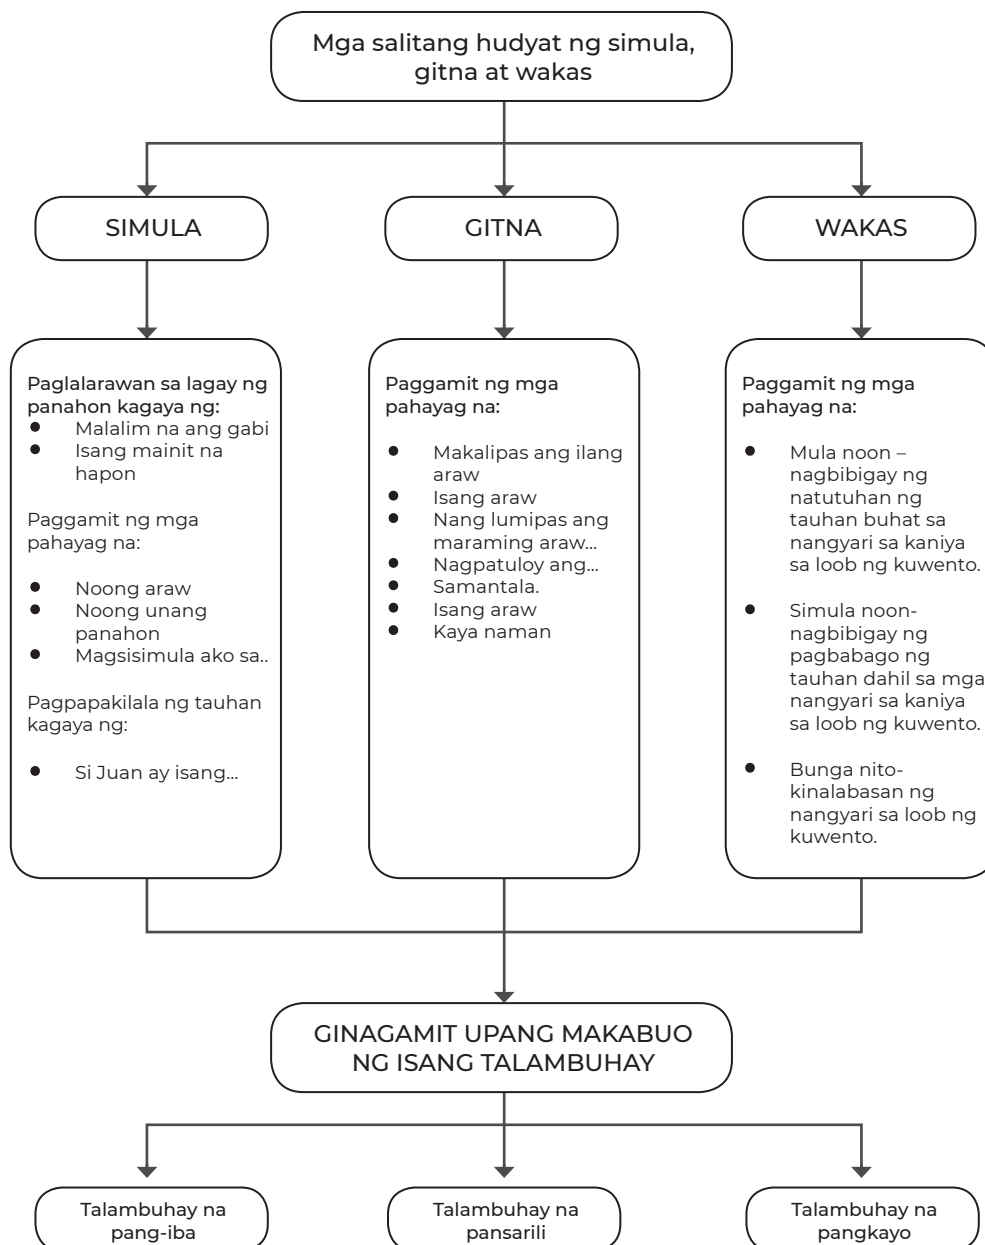 Mga salitang hudyat ng simula,
gitna at wakas
SIMULA
GITNA
WAKAS
Paglalarawan sa lagay ng
panahon kagaya ng:
● Malalim na ang gabi
● Isang mainit na
hapon
Paggamit ng mga
pahayag na:
● Noong araw
● Noong unang
panahon
● Magsisimula ako sa..
Pagpapakilala ng tauhan
kagaya ng:
● Si Juan ay isang...
Paggamit ng mga
pahayag na:
● Makalipas ang ilang
araw
● Isang araw
● Nang lumipas ang
maraming araw...
● Nagpatuloy ang...
● Samantala.
● Isang araw
● Kaya naman
Paggamit ng mga
pahayag na:
● Mula noon –
nagbibigay ng
natutuhan ng
tauhan buhat sa
nangyari sa kaniya
sa loob ng kuwento.
● Simula noon-
nagbibigay ng
pagbabago ng
tauhan dahil sa mga
nangyari sa kaniya
sa loob ng kuwento.
● Bunga nito-
kinalabasan ng
nangyari sa loob ng
kuwento.
GINAGAMIT UPANG MAKABUO
NG ISANG TALAMBUHAY
Talambuhay na
pang-iba
Talambuhay na
pansarili
Talambuhay na
pangkayo